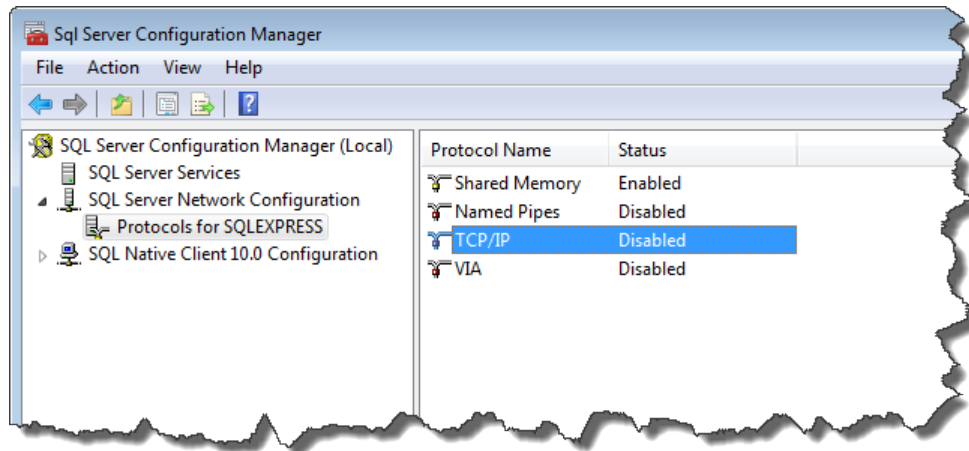 Sql Server Configuration Manager
File Action View Help
SQL Server Configuration Manager (Local)
SQL Server Services
SQL Server Network Configuration
Protocols for SQLEXPRESS
SQL Native Client 10.0 Configuration
Protocol Name Status
Shared Memory Enabled
Named Pipes Disabled
TCP/IP Disabled
VIA Disabled